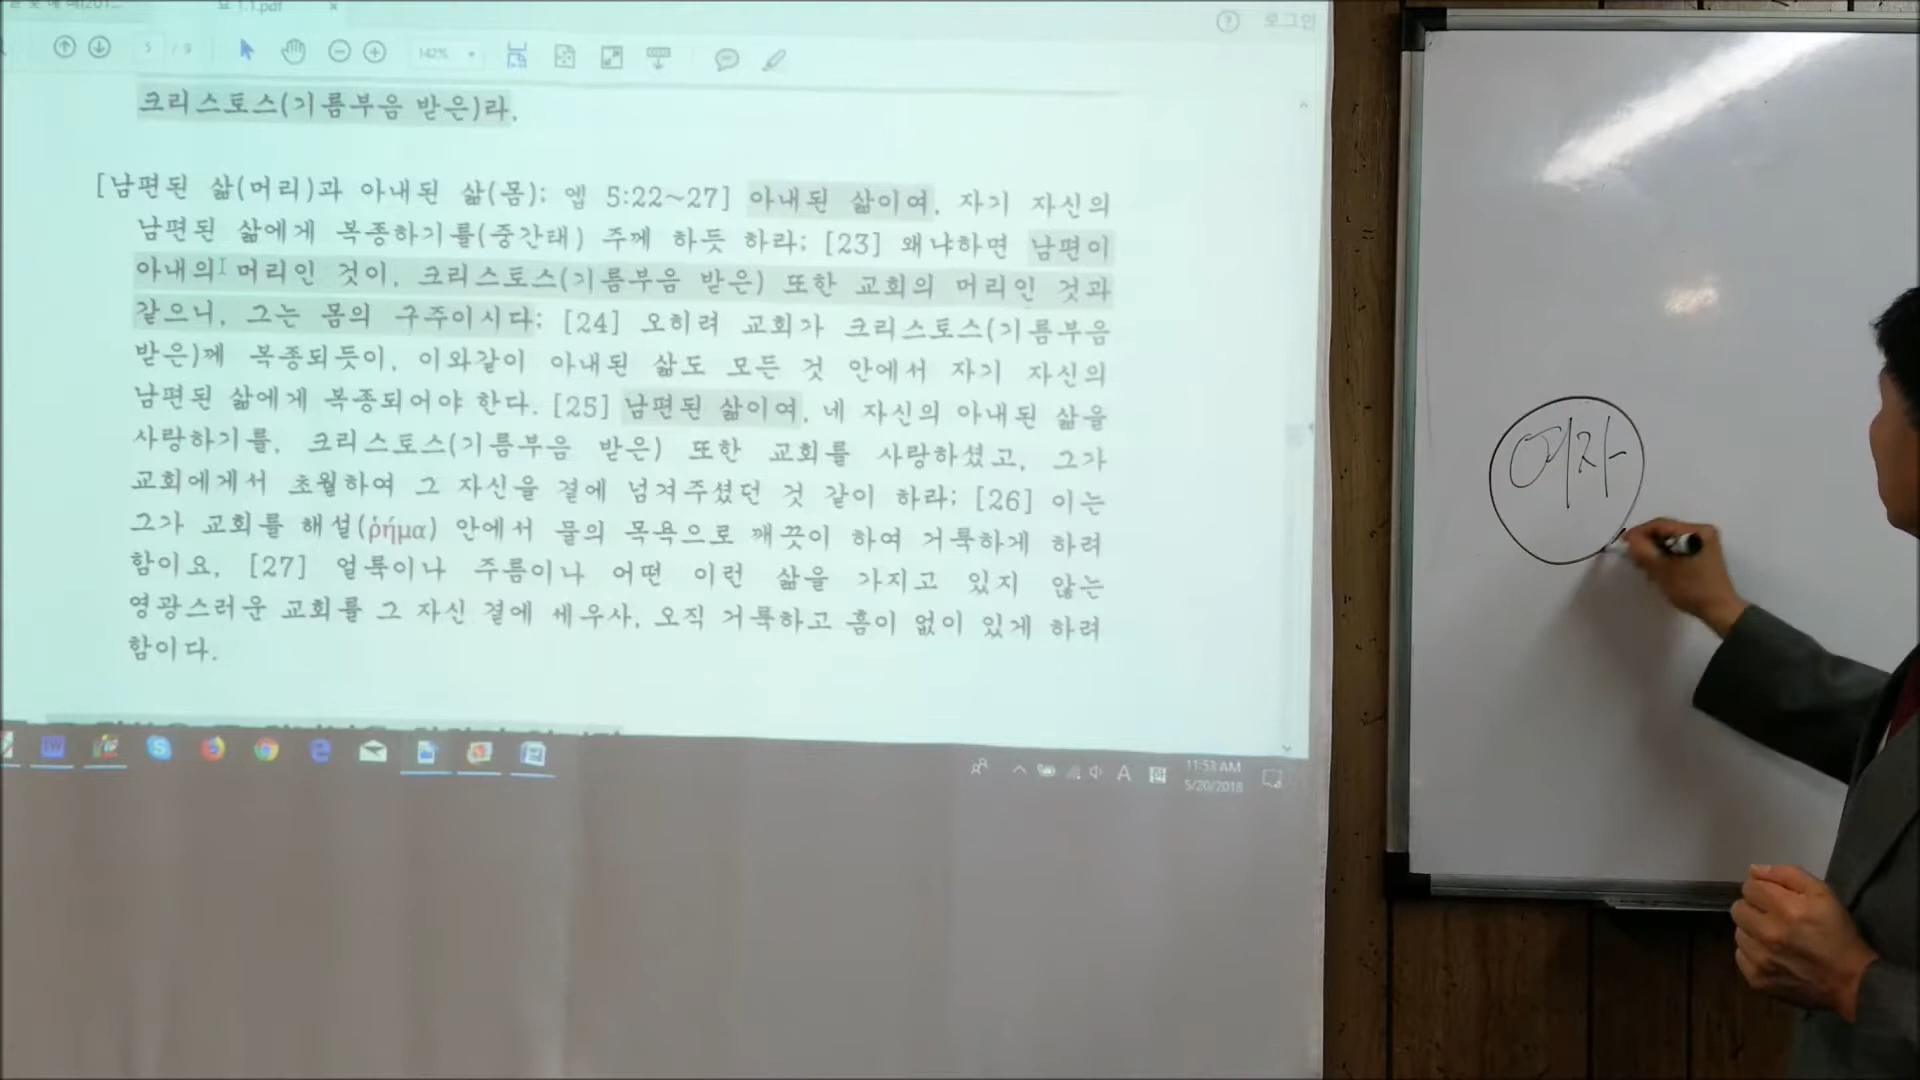 요 1.1.pdf
로그인
5 / 9
142%
크리스토스(기름부음 받은)라.
[남편된 삶(머리)과 아내된 삶(몸); 엡 5:22~27] 아내된 삶이여, 자기 자신의
남편된 삶에게 복종하기를(중간태) 주께 하듯 하라; [23] 왜냐하면 남편이
아내의 머리인 것이, 크리스토스(기름부음 받은) 또한 교회의 머리인 것과
같으니, 그는 몸의 구주이시다; [24] 오히려 교회가 크리스토스(기름부음
받은)께 복종되듯이, 이와같이 아내된 삶도 모든 것 안에서 자기 자신의
남편된 삶에게 복종되어야 한다. [25] 남편된 삶이여, 네 자신의 아내된 삶을
사랑하기를, 크리스토스(기름부음 받은) 또한 교회를 사랑하셨고, 그가
교회에게서 초월하여 그 자신을 곁에 넘겨주셨던 것 같이 하라; [26] 이는
그가 교회를 해설(ῥήμα) 안에서 물의 목욕으로 깨끗이 하여 거룩하게 하려
함이요, [27] 얼룩이나 주름이나 어떤 이런 삶을 가지고 있지 않는
영광스러운 교회를 그 자신 곁에 세우사, 오직 거룩하고 흠이 없이 있게 하려
함이다.
A
11:53 AM
5/20/2018
여자